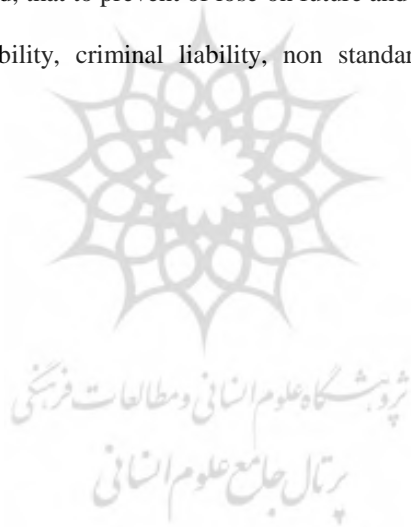 d, that to prevent of lose on future and
bility, criminal liability, non standar
پژوهشگاه علوم انسانی و مطالعات فرهنگی
پرتال جامع علوم انسانی